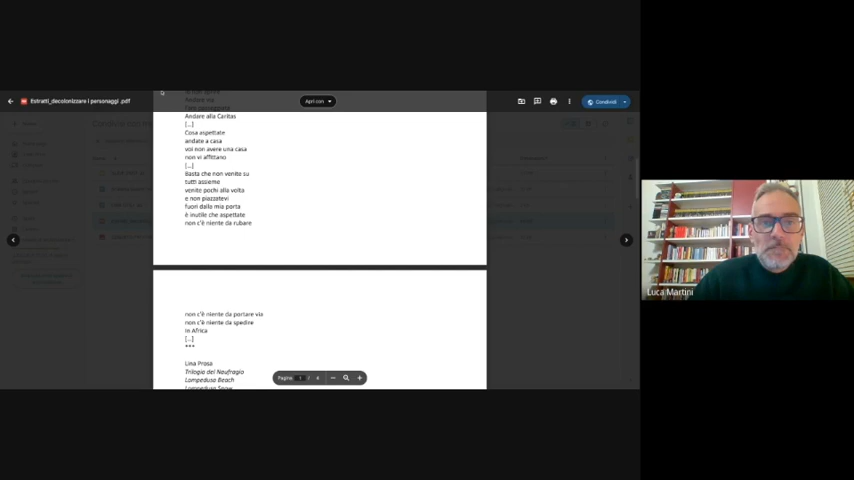 Estratti_decolonizzare i personaggi .pdf
Apri con
Condividi
Andare alla Caritas
[...]
Cosa aspettate
andate a casa
voi non avere una casa
non vi affittano
[...]
Basta che non venite su
tutti assieme
venite pochi alla volta
e non piazzatevi
fuori dalla mia porta
è inutile che aspettate
non c'è niente da rubare
non c'è niente da portare via
non c'è niente da spedire
in Africa
[...]
***
Lina Prosa
Trilogia del Naufragio
Lampedusa Beach
Lampedusa Snow
Pagina 1 / 4
Luca Martini